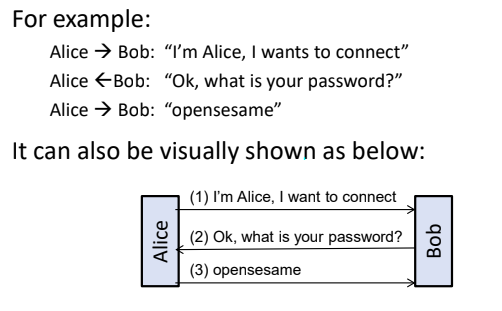 For example:
Alice → Bob: “I’m Alice, I wants to connect”
Alice ←Bob: “Ok, what is your password?”
Alice → Bob: “opensesame”
It can also be visually shown as below:
(1) I’m Alice, I want to connect
Alice
(2) Ok, what is your password?
Bob
(3) opensesame